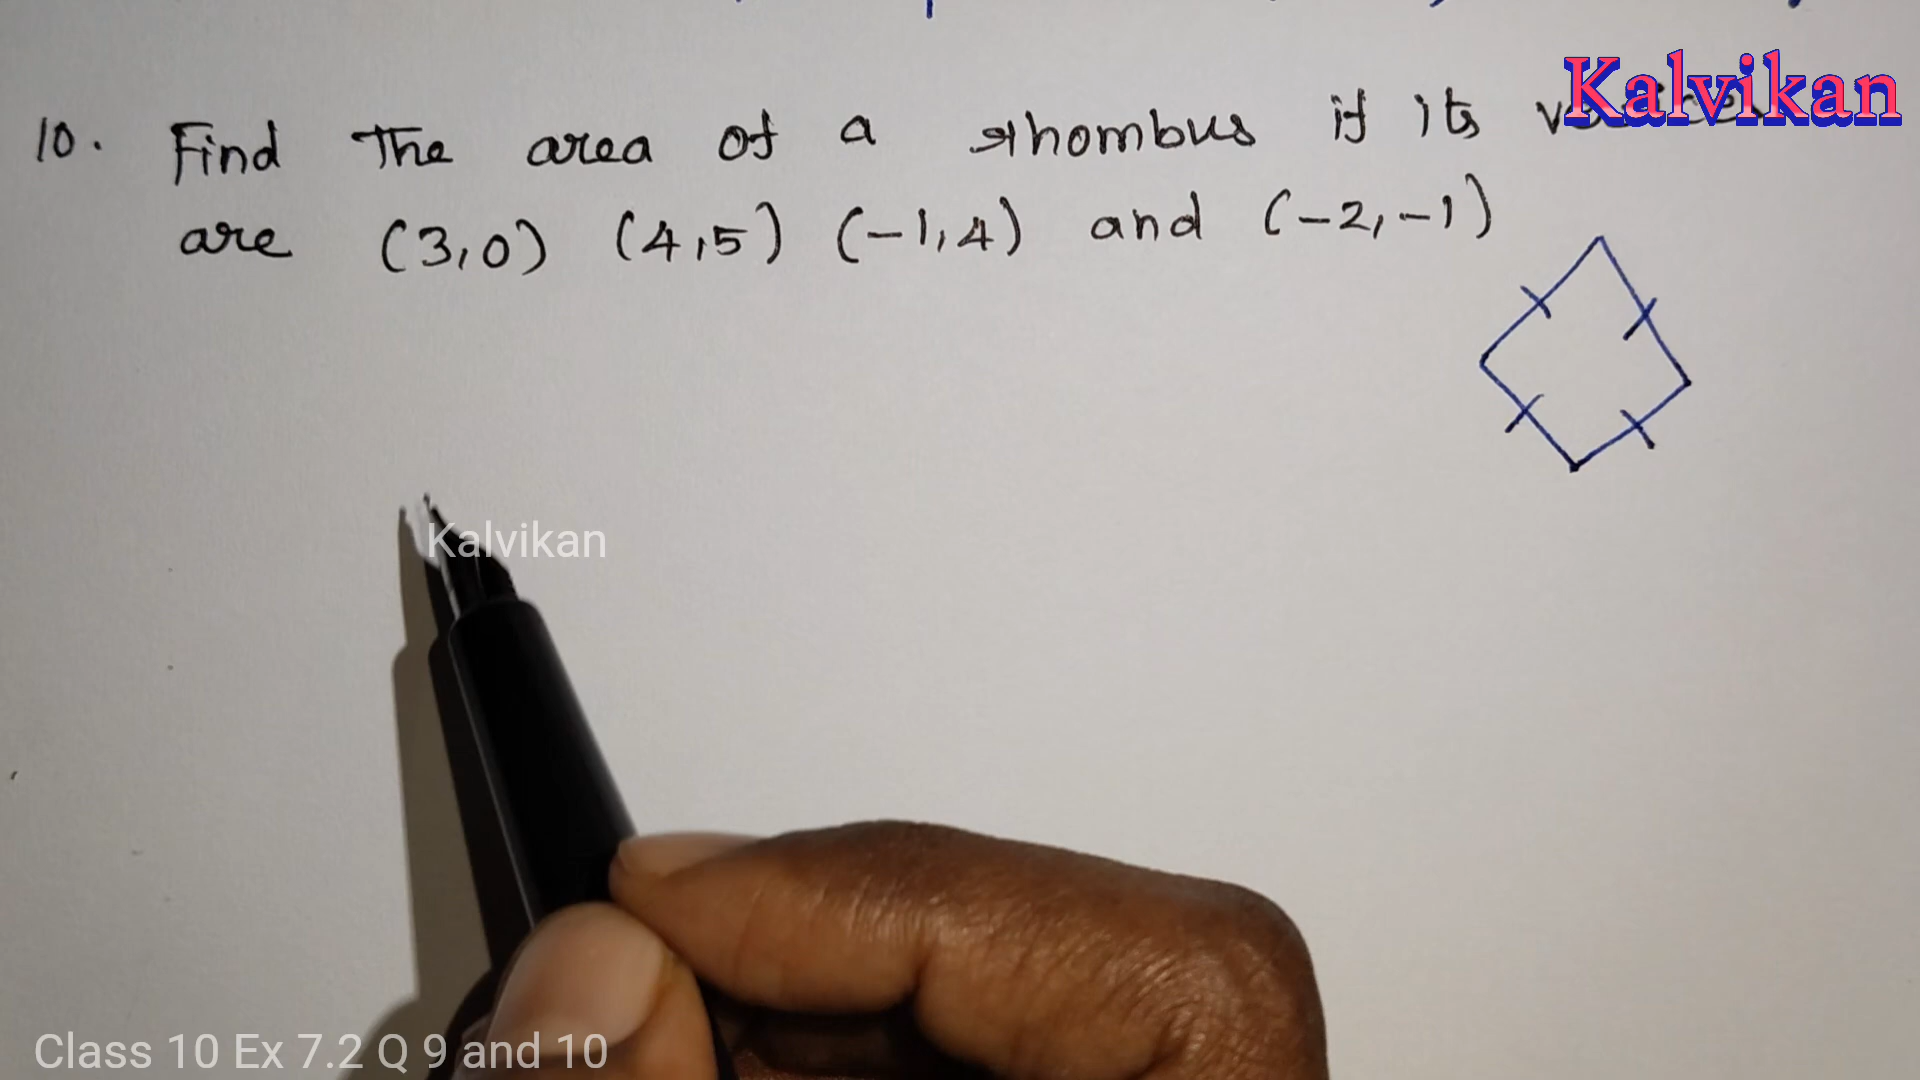 Kalvikan
10. Find the area of a rhombus if its
are (3,0) (4,5) (-1,4) and (-2,-1)
Kalvikan
Class 10 Ex 7.2 Q 9 and 10